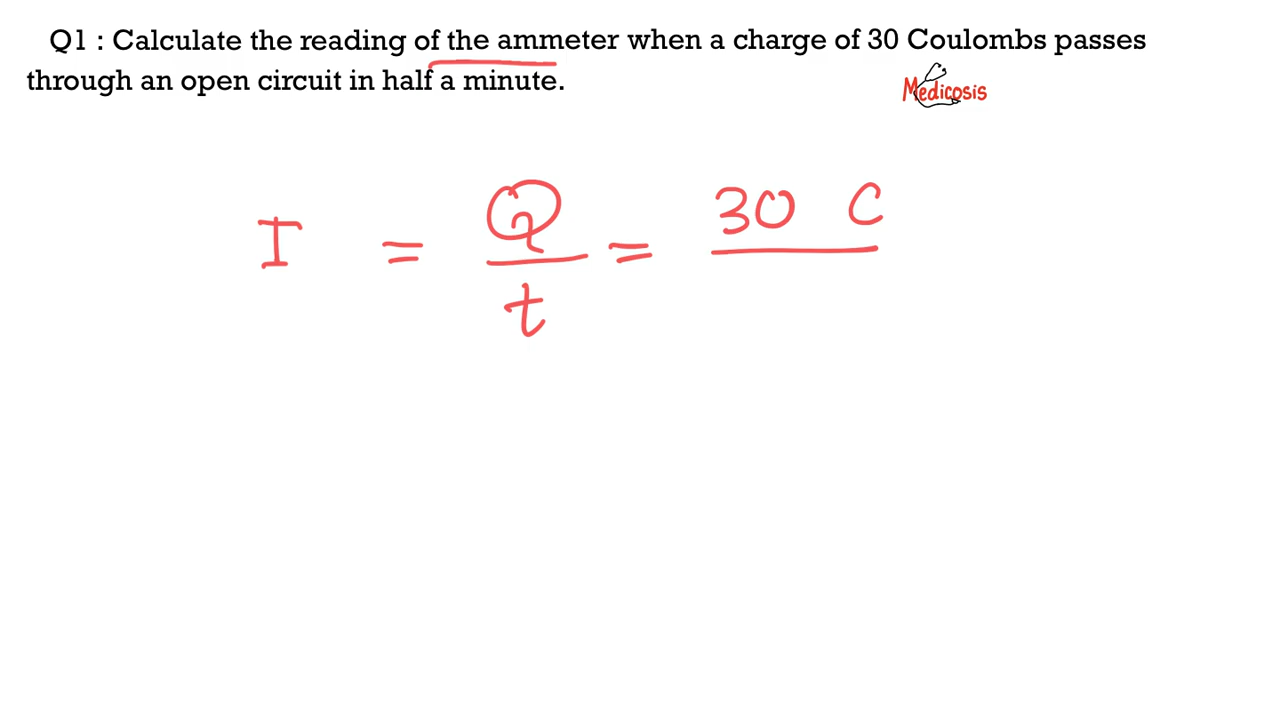 Q1 : Calculate the reading of the ammeter when a charge of 30 Coulombs passes
through an open circuit in half a minute.
Medicosis
I = Q/t = 30 C